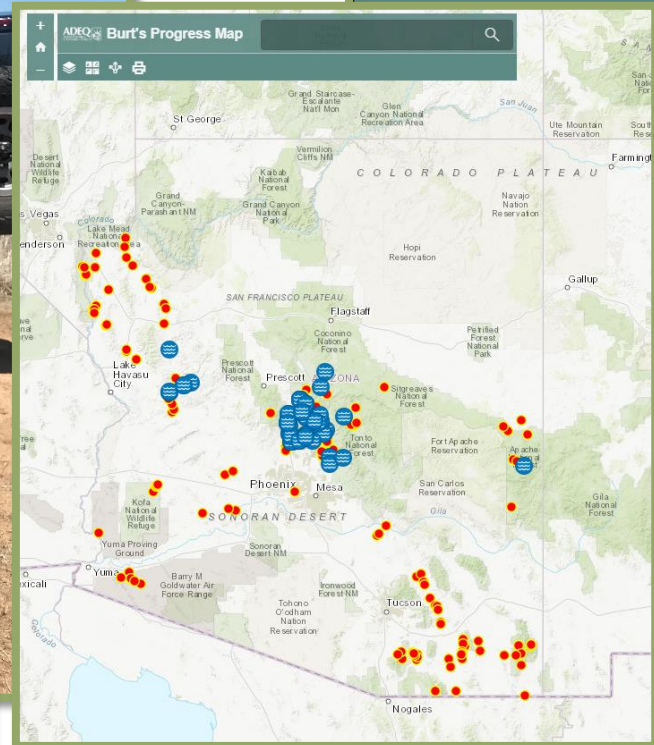 ADEQ Burt's Progress Map
Grand Staircase-
Escalante
Nat'l Mon
Glen
Canyon National
Recreation Area
San Juan
St George
Ute Mountain
Reservation
Vermilion
Cliffs NM
Farmingt
Desert
National
Wildlife
Refuge
Kaibab
National
Forest
COLORADO PLATEAU
Grand
Canyon-
Parashant NM
Grand Canyon
National
Park
Navajo
Nation
Reservation
s Vegas
Colorado
Lake Mead
National
Recreation Area
enderson
Hopi
Reservation
Gallup
SAN FRANCISCO PLATEAU
Flagstaff
Coconino
National
Forest
Petrified
Forest
National
Park
Lake
Havasu
City
Prescott
National
Forest
Prescott
Sitgreaves
National
Forest
Tonto
National
Forest
Fort Apache
Reservation
Apache
Phoenix
Mesa
San Carlos
Reservation
Kofa
National
Wildlife
Refuge
SONORAN DESERT
Gila
Gila
National
Forest
Yuma Proving
Ground
Sonoran
Desert NM
Yuma
xicali
Barry M
Goldwater Air
Force Range
Ironwood
Forest NM
Tohono
O'odham
Nation
Reservation
Tucson
Colorado
Nogales